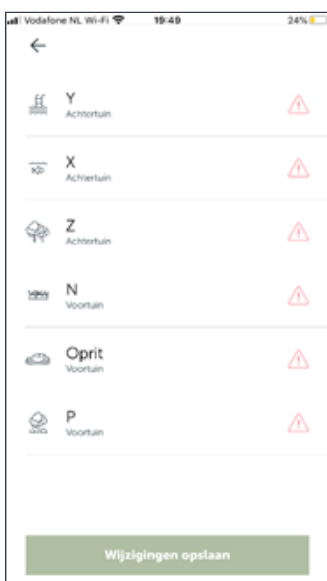 Vodafone NL Wi-Fi 19:49 24%
Y
Achtertuin
X
Achtertuin
Z
Achtertuin
N
Voortuin
Oprit
Voortuin
P
Voortuin
Wijzigingen opslaan